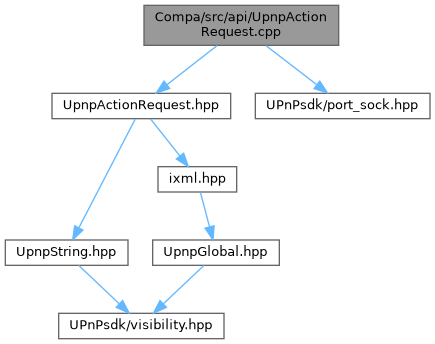 Compa/src/api/UpnpAction
Request.cpp
UpnpActionRequest.hpp
UPnPsdk/port_sock.hpp
ixml.hpp
UpnpString.hpp
UpnpGlobal.hpp
UPnPsdk/visibility.hpp